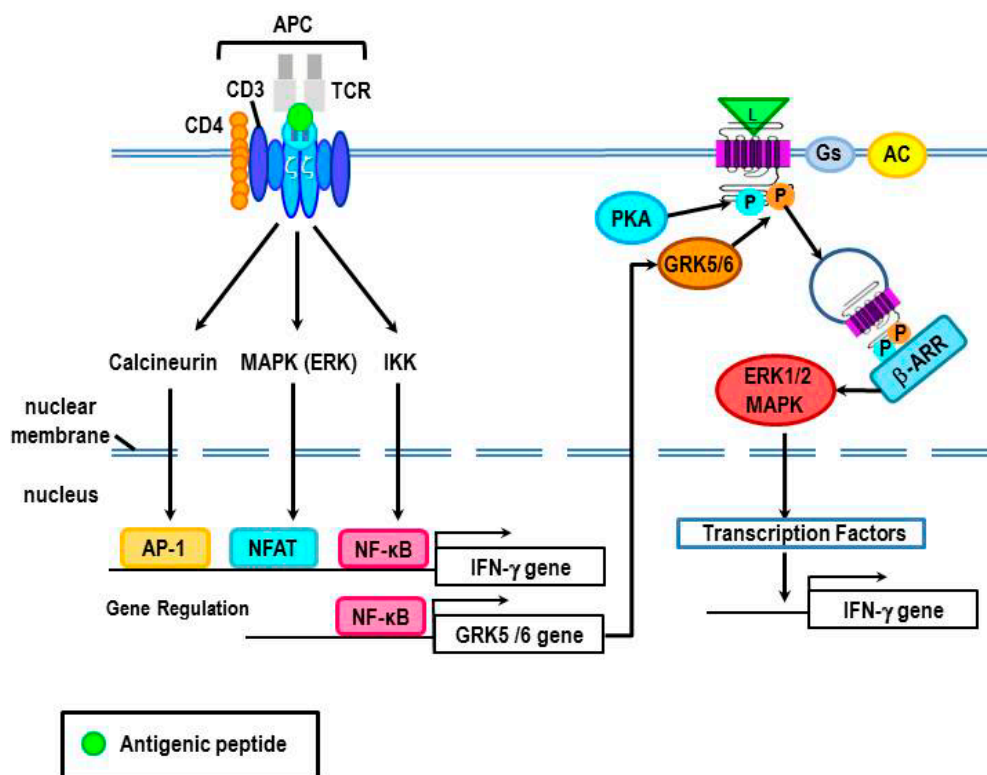 APC
CD3
TCR
CD4
ζ ζ
L
Gs
AC
PKA
P
P
GRK5/6
Calcineurin
MAPK (ERK)
IKK
P
P
β-ARR
ERK1/2
MAPK
nuclear
membrane
nucleus
AP-1
NFAT
NF-κB
IFN-γ gene
Transcription Factors
Gene Regulation
NF-κB
GRK5 /6 gene
IFN-γ gene
Antigenic peptide